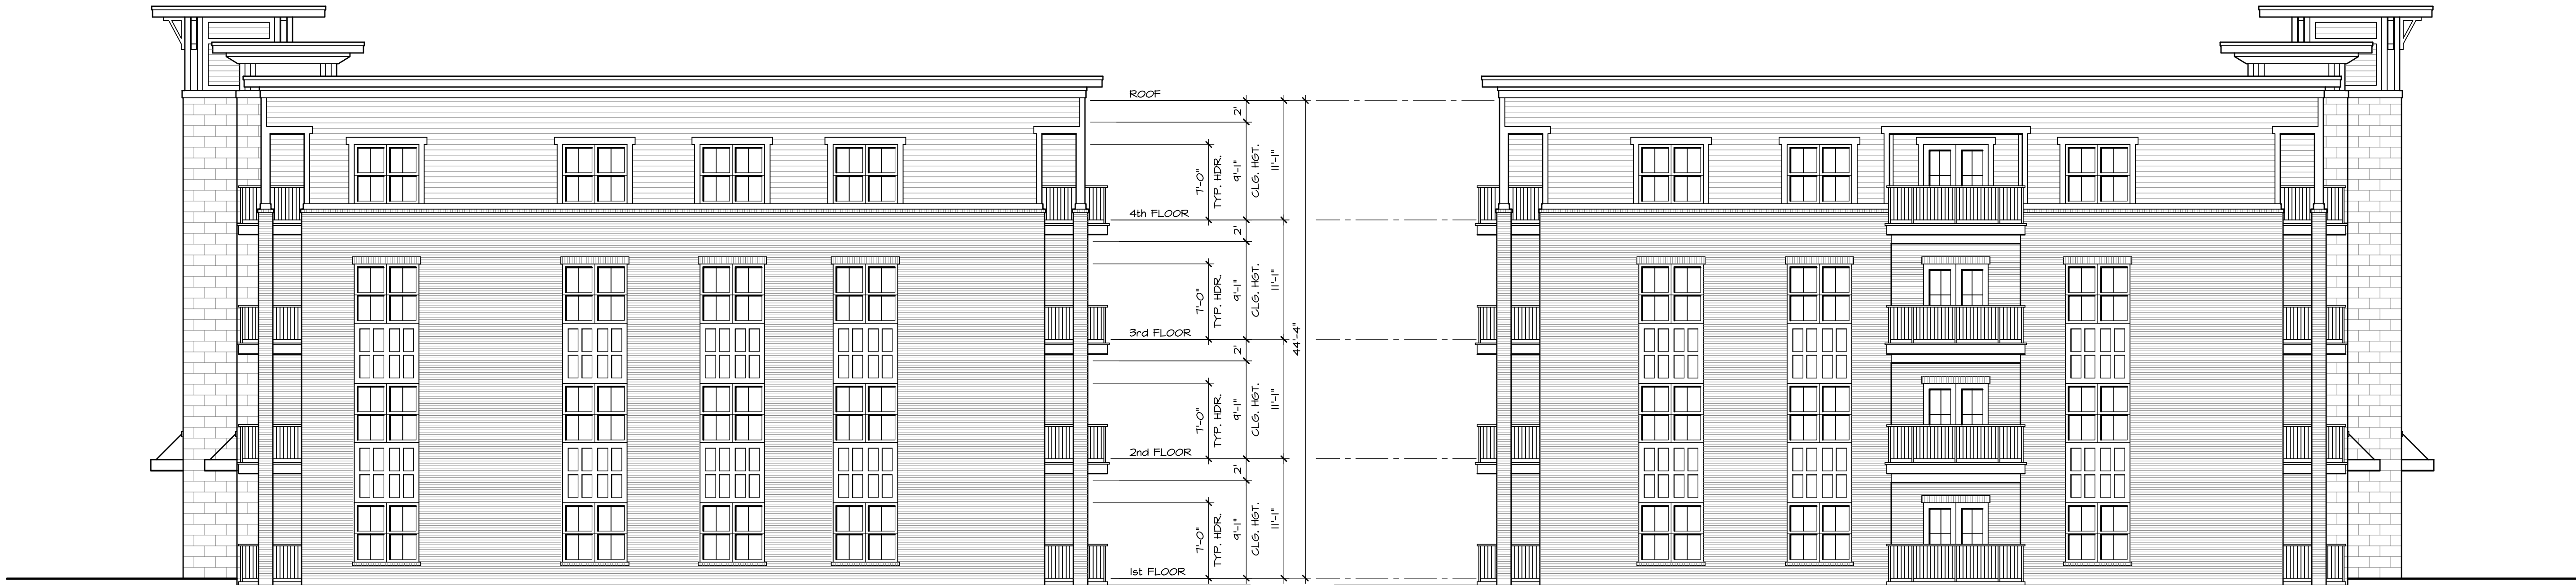 ROOF
2'
7'-0"
TYP. HDR.
9'-1"
CLG. HGT.
11'-1"
4th FLOOR
2'
7'-0"
TYP. HDR.
9'-1"
CLG. HGT.
11'-1"
3rd FLOOR
44'-4"
2'
7'-0"
TYP. HDR.
9'-1"
CLG. HGT.
11'-1"
2nd FLOOR
2'
7'-0"
TYP. HDR.
9'-1"
CLG. HGT.
11'-1"
1st FLOOR